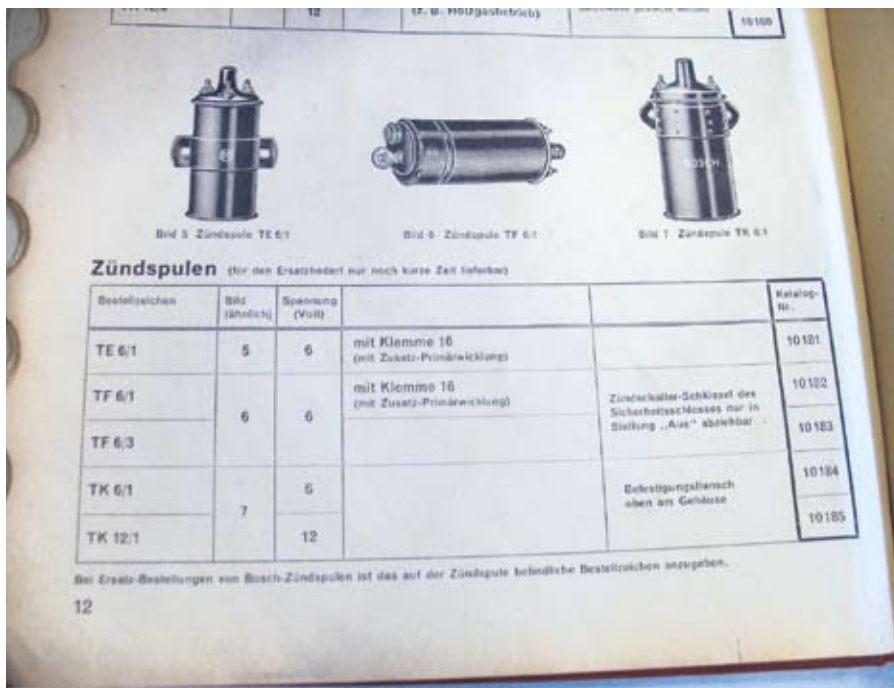 12
(z. B. Holzgasbetrieb)
10180
BOSCH
Bild 5 Zündspule TE 6/1
Bild 6 Zündspule TF 6/1
Bild 7 Zündspule TK 6/1
Zündspulen (für den Ersatzbedarf nur noch kurze Zeit lieferbar)
Bestellzeichen
Bild
(ähnlich)
Spannung
(Volt)
Katalog-
Nr.
TE 6/1
5
6
mit Klemme 16
(mit Zusatz-Primärwicklung)
10181
TF 6/1
6
6
mit Klemme 16
(mit Zusatz-Primärwicklung)
Zündschalter-Schlüssel des
Sicherheitsschlosses nur in
Stellung „Aus“ abziehbar
10182
TF 6/3
10183
TK 6/1
7
6
Befestigungsflansch
oben am Gehäuse
10184
TK 12/1
12
10185
Bei Ersatz-Bestellungen von Bosch-Zündspulen ist das auf der Zündspule befindliche Bestellzeichen anzugeben.
12